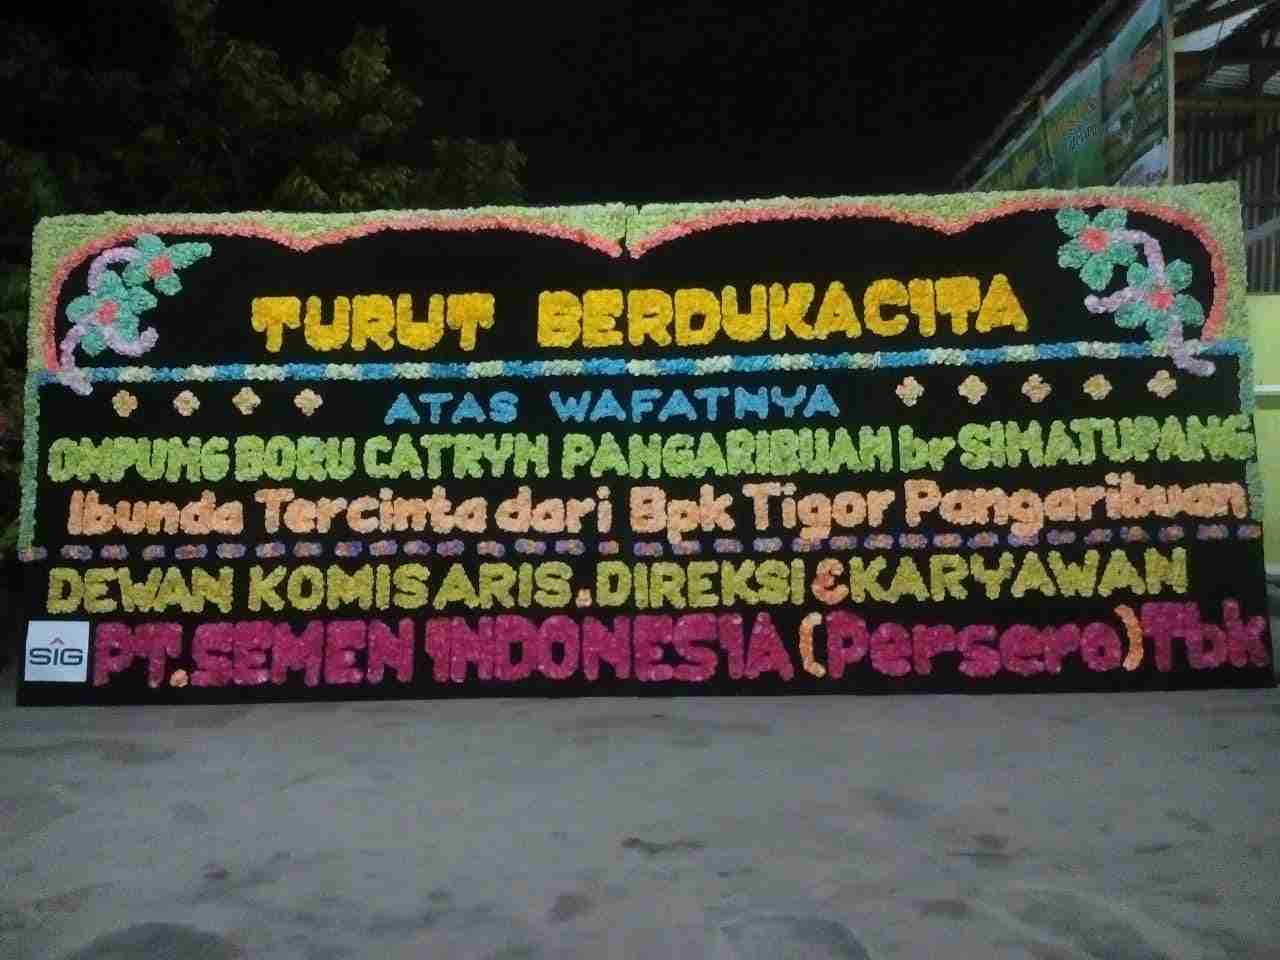 TURUT BERDUKACITA
ATAS WAFATNYA
OMPUNG BORU CATRYN PANGARIBUAN br SIMATUPANG
Ibunda Tercinta dari Bpk Tigor Pangaribuan
DEWAN KOMISARIS.DIREKSI & KARYAWAN
SIG
PT.SEMEN INDONESIA (Persero) Tbk